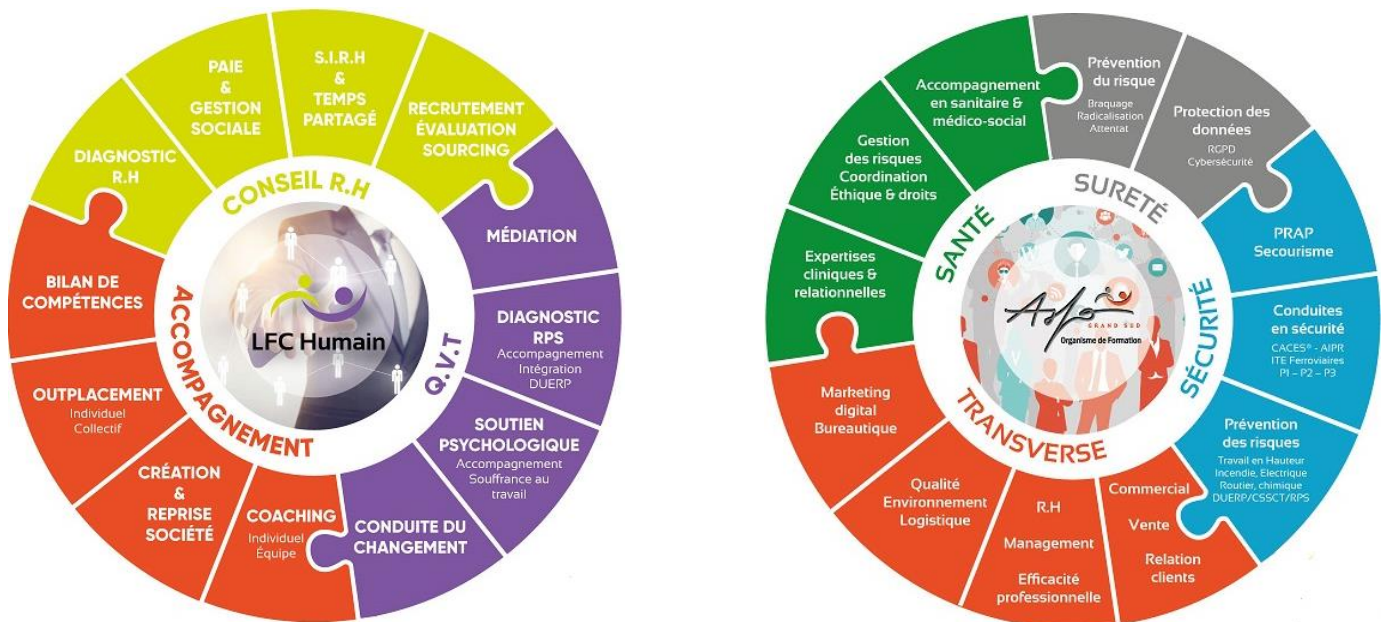 DIAGNOSTIC
R.H
PAIE
&
GESTION
SOCIALE
S.I.R.H
&
TEMPS
PARTAGÉ
RECRUTEMENT
ÉVALUATION
SOURCING
MÉDIATION
DIAGNOSTIC
RPS
Accompagnement
Intégration
DUERP
SOUTIEN
PSYCHOLOGIQUE
Accompagnement
Souffrance au
travail
CONDUITE DU
CHANGEMENT
COACHING
Individuel
Équipe
CRÉATION
&
REPRISE
SOCIÉTÉ
OUTPLACEMENT
Individuel
Collectif
BILAN DE
COMPÉTENCES
CONSEIL R.H
Q.V.T
ACCOMPAGNEMENT
LFC Humain
Accompagnement
en sanitaire &
médico-social
Prévention
du risque
Braquage
Radicalisation
Attentat
Protection des
données
RGPD
Cybersécurité
PRAP
Secourisme
Conduites
en sécurité
CACES® - AIPR
ITE Ferroviaires
P1 – P2 – P3
Prévention
des risques
Travail en Hauteur
Incendie, Electrique
Routier, chimique
DUERP/CSSCT/RPS
Commercial
Vente
Relation
clients
R.H
Management
Efficacité
professionnelle
Qualité
Environnement
Logistique
Marketing
digital
Bureautique
Expertises
cliniques &
relationnelles
Gestion
des risques
Coordination
Éthique & droits
SANTÉ
SURETÉ
SÉCURITÉ
TRANSVERSE
GRAND SUD
Organisme de Formation